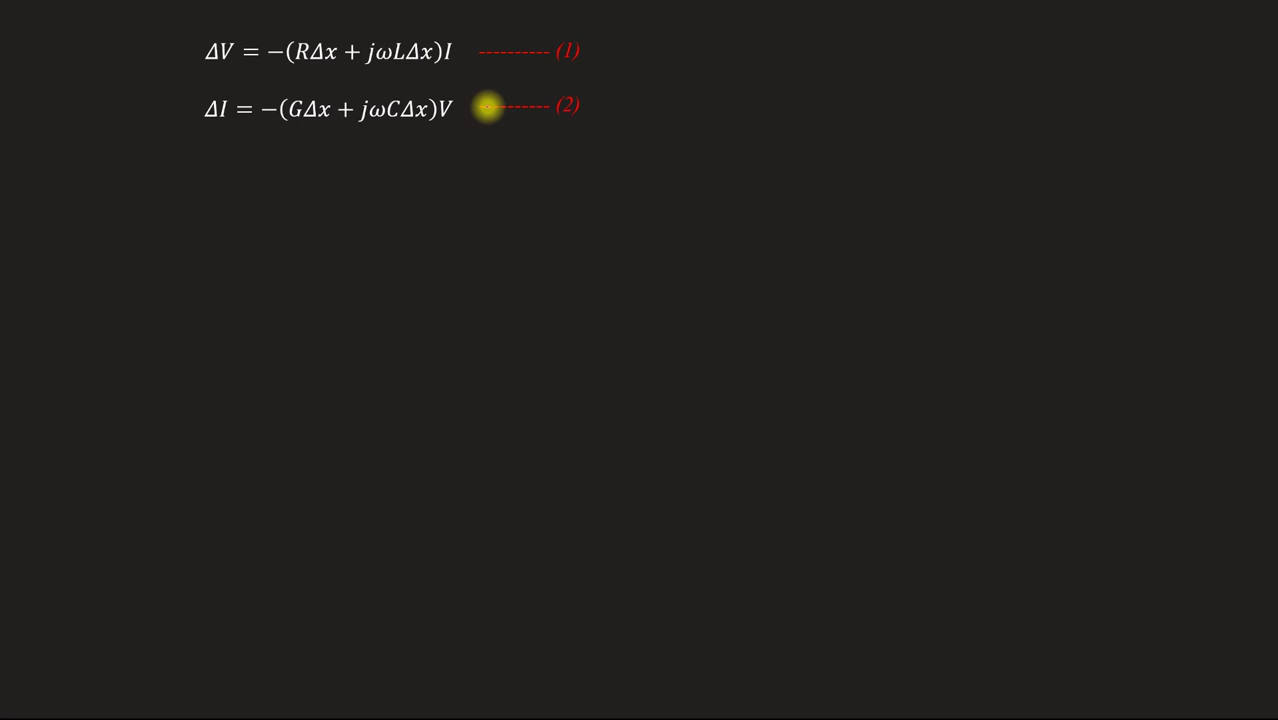 ΔV = −(RΔx + jωLΔx)I ---------- (1)
ΔI = −(GΔx + jωCΔx)V ---------- (2)